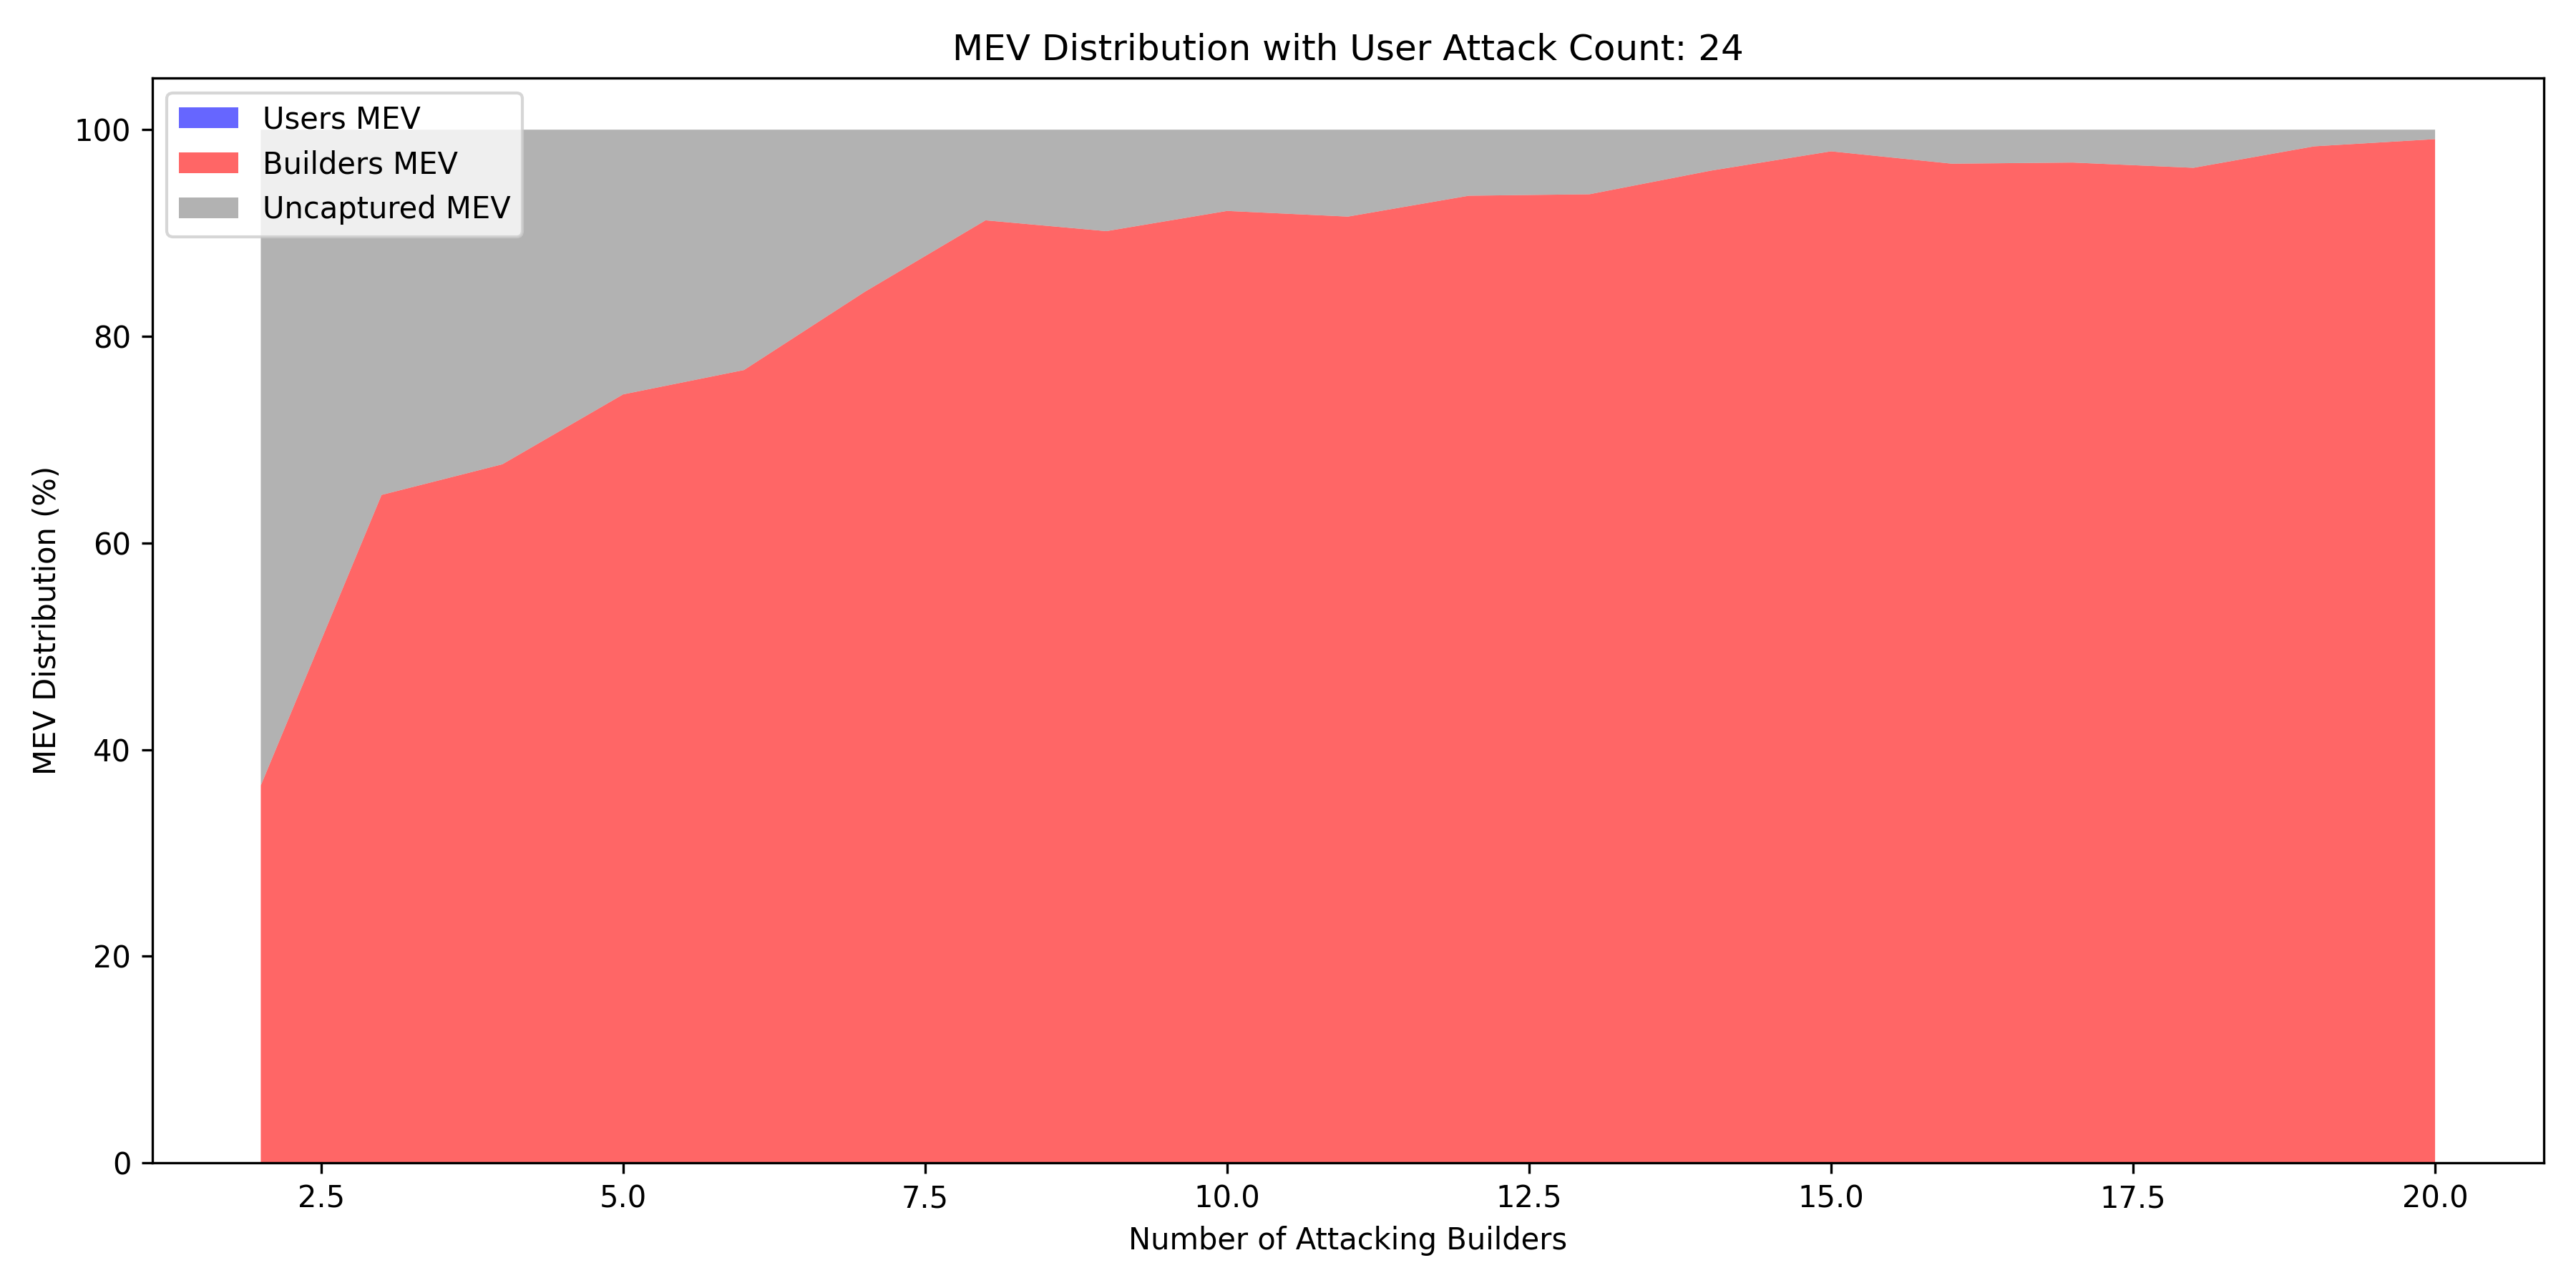 MEV Distribution with User Attack Count: 24
Users MEV
Builders MEV
Uncaptured MEV
MEV Distribution (%)
100
80
60
40
20
0
2.5 5.0 7.5 10.0 12.5 15.0 17.5 20.0
Number of Attacking Builders